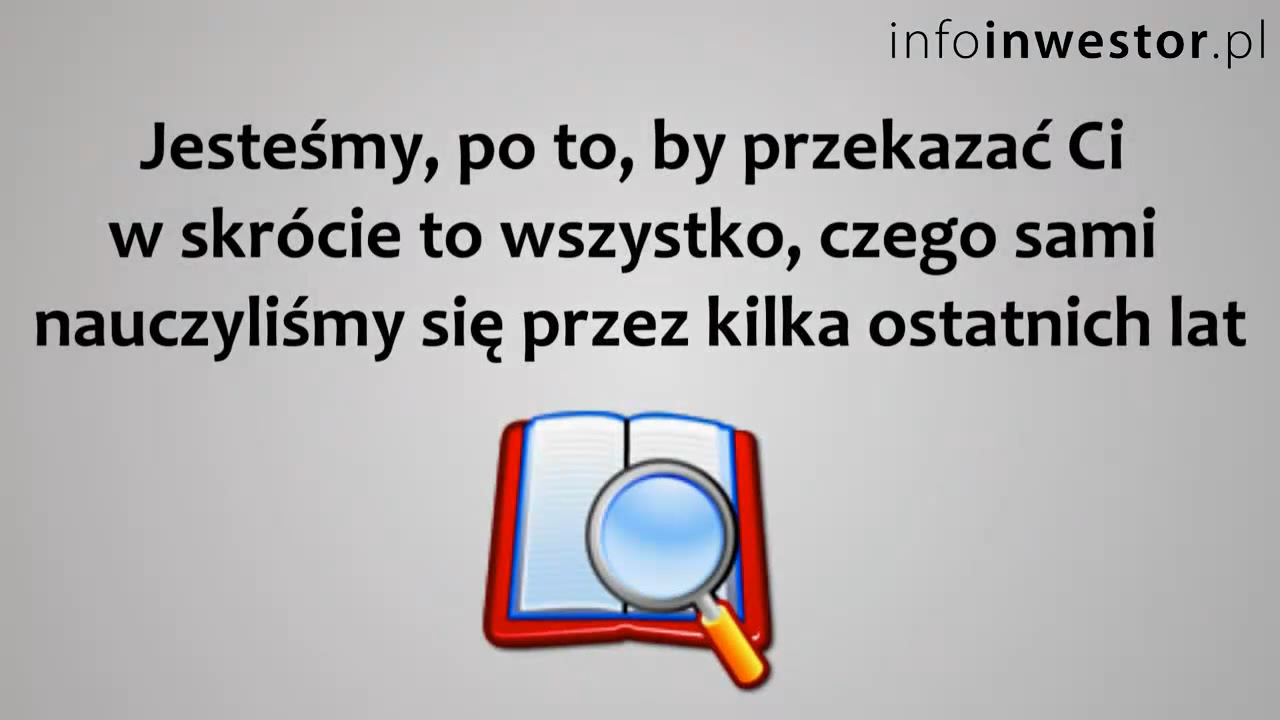 infoinwestor.pl
Jesteśmy, po to, by przekazać Ci
w skrócie to wszystko, czego sami
nauczyliśmy się przez kilka ostatnich lat